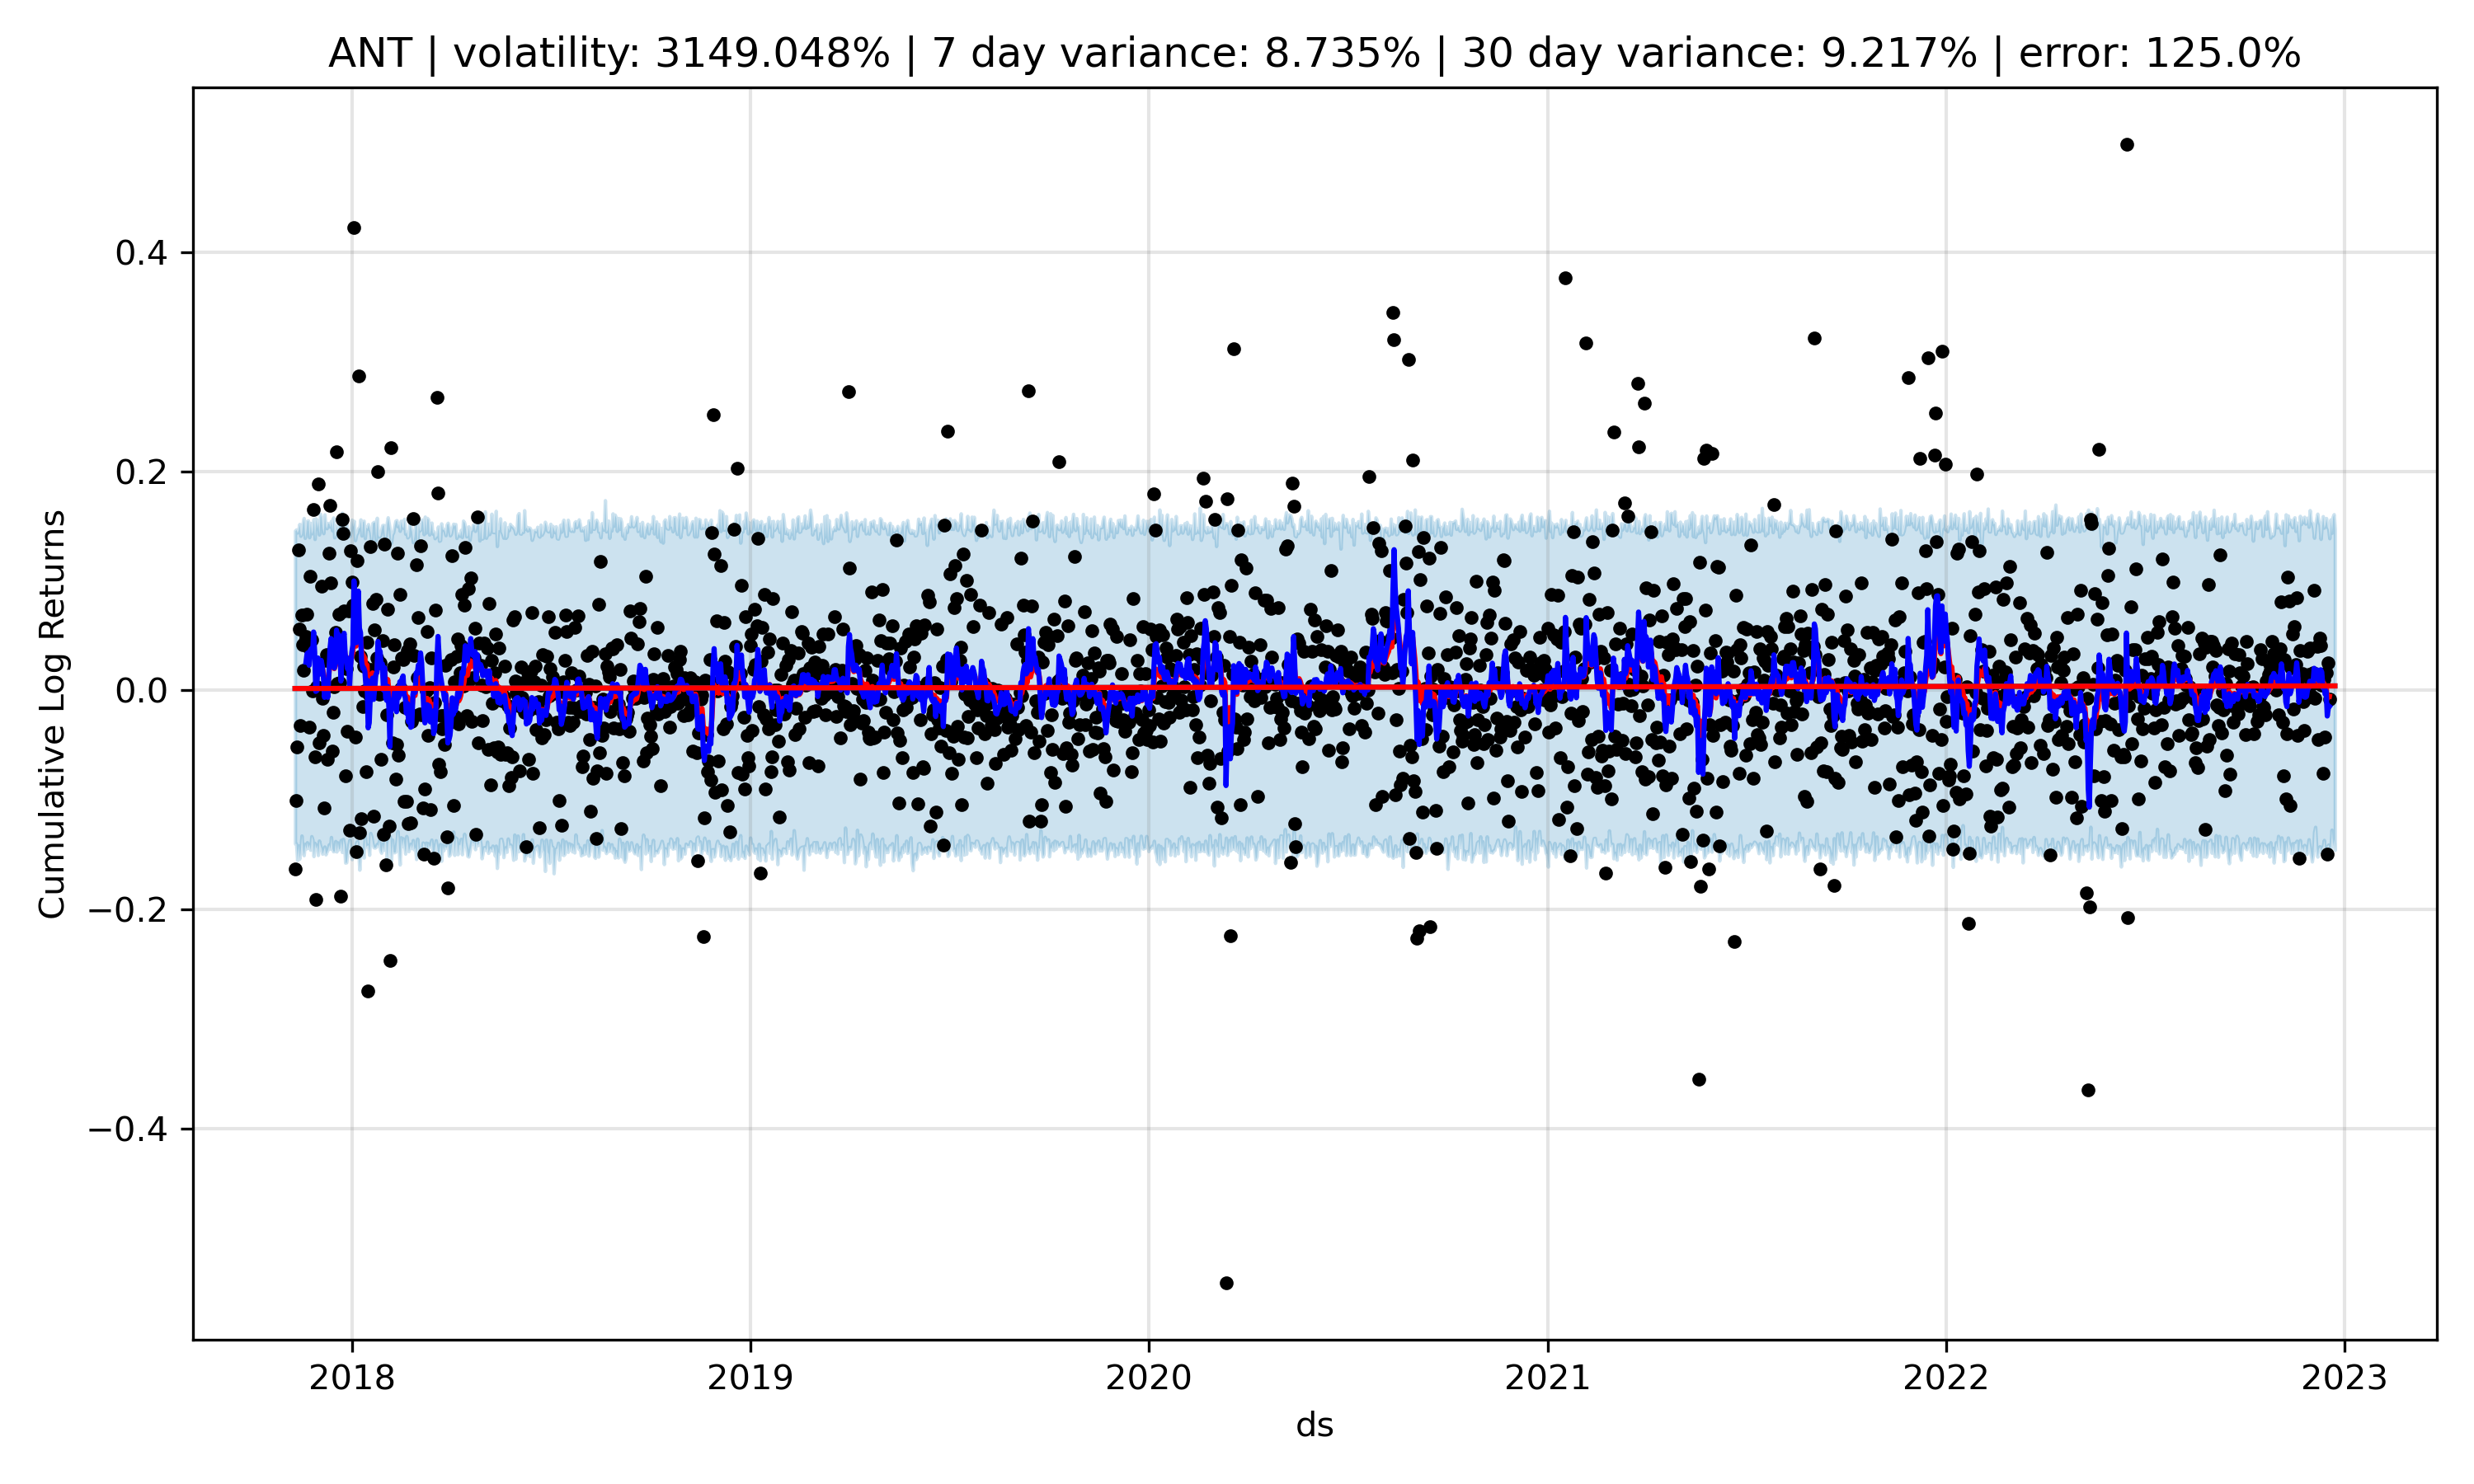 ANT | volatility: 3149.048% | 7 day variance: 8.735% | 30 day variance: 9.217% | error: 125.0%
Cumulative Log Returns
0.4
0.2
0.0
−0.2
−0.4
2018 2019 2020 2021 2022 2023
ds